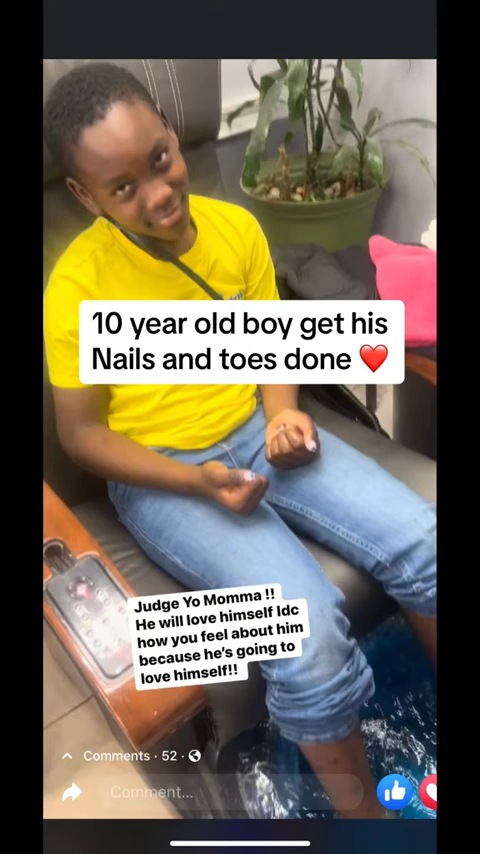 10 year old boy get his
Nails and toes done ❤️
Judge Yo Momma !!
He will love himself Idc
how you feel about him
because he's going to
love himself!!
Comments · 52 ·
Comment...